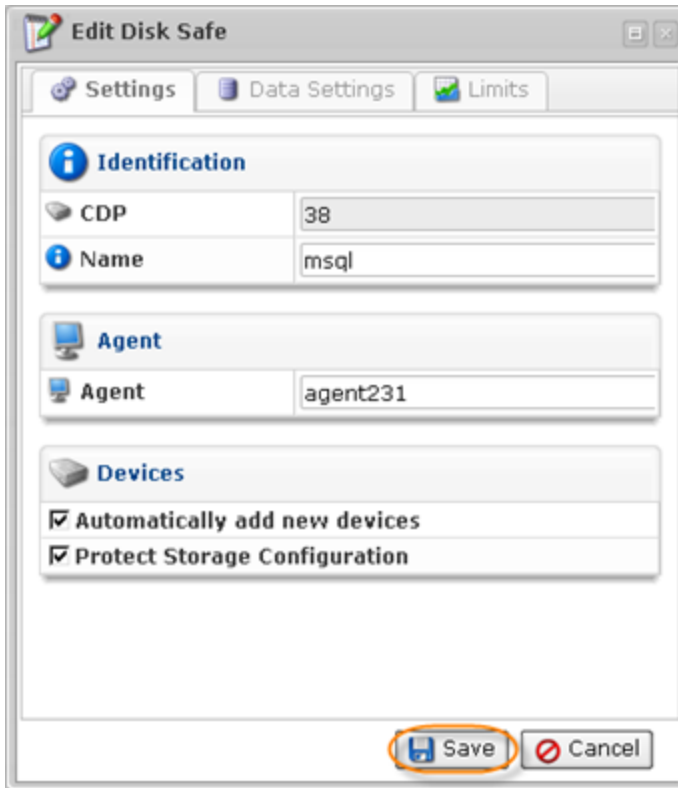 Edit Disk Safe
Settings Data Settings Limits
Identification
CDP 38
Name msql
Agent
Agent agent231
Devices
Automatically add new devices
Protect Storage Configuration
Save Cancel